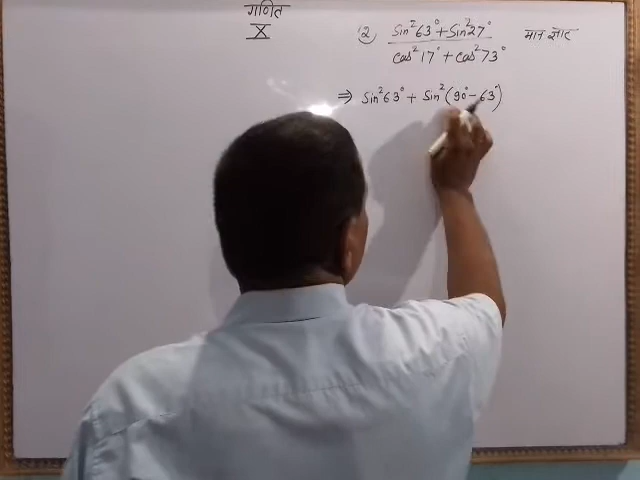 गणित
X
2) sin²63° + sin²27° मान ज्ञात
cos²17° + cos²73°
⇒ sin²63° + sin²(90° - 63°)